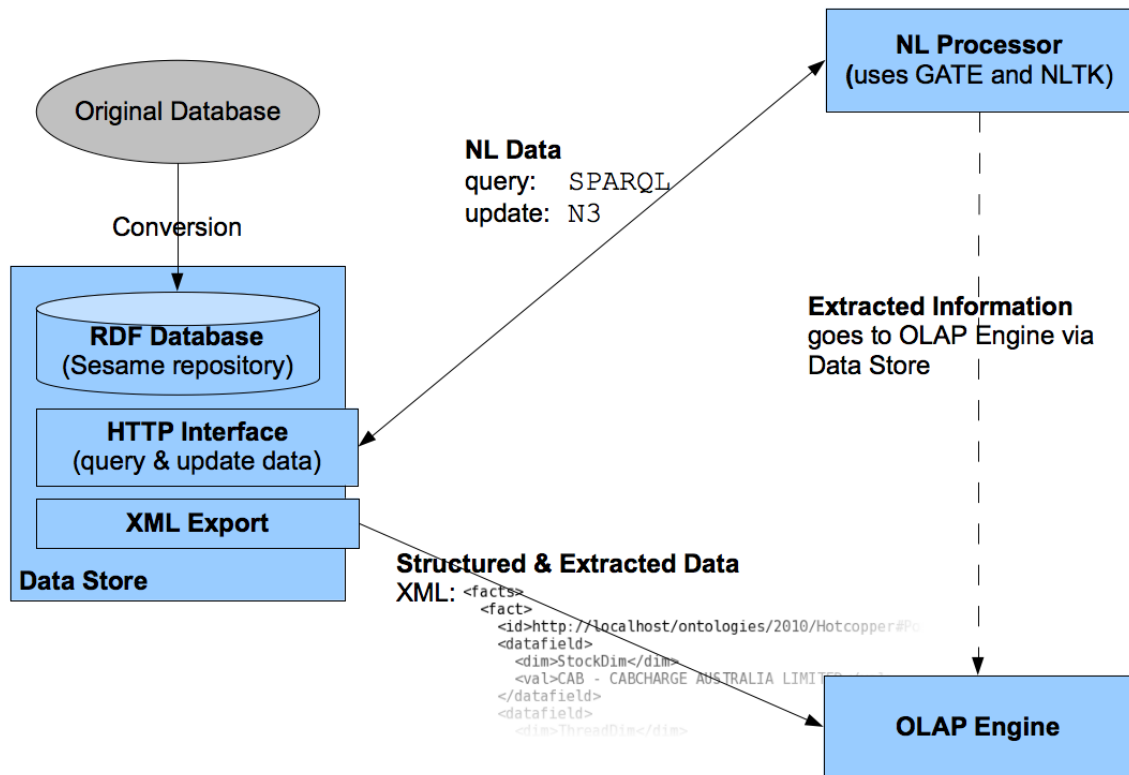 NL Processor
(uses GATE and NLTK)
Original Database
NL Data
query: SPARQL
update: N3
Conversion
RDF Database
(Sesame repository)
Extracted Information
goes to OLAP Engine via
Data Store
HTTP Interface
(query & update data)
XML Export
Data Store
Structured & Extracted Data
XML: <facts>
<fact>
<id>http://localhost/ontologies/2010/Hotcopper#Po
<datafield>
<dim>StockDim</dim>
<val>CAB - CABCHARGE AUSTRALIA LIMITED
</datafield>
<datafield>
<dim>ThreadDim</dim>
OLAP Engine